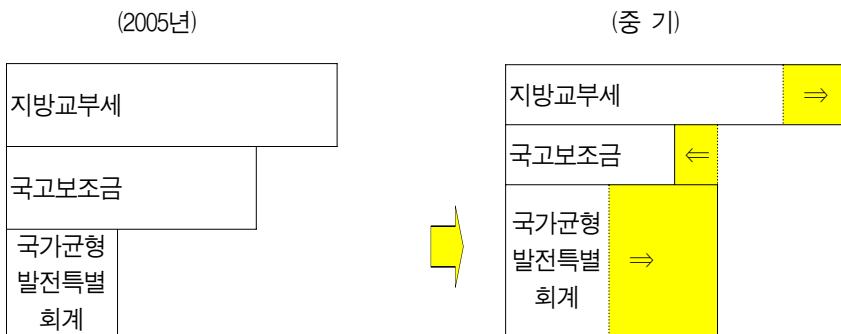 (2005년)
지방교부세
국고보조금
국가균형
발전특별
회계
(중 기)
지방교부세 ⇒
국고보조금 ⇐
국가균형
발전특별 ⇒
회계